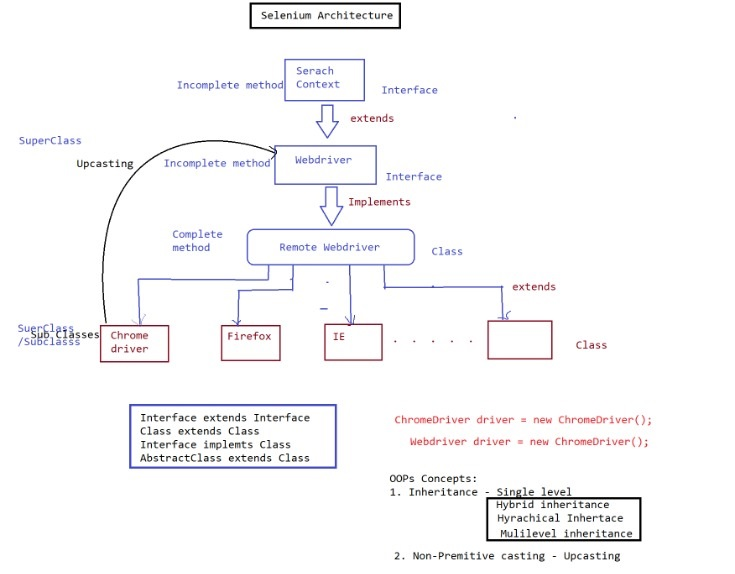 Selenium Architecture
Serach
Context
Incomplete method
Interface
extends
SuperClass
Upcasting
Incomplete method
Webdriver
Interface
Implements
Complete
method
Remote Webdriver
Class
extends
SuerClass
/Subclasss
Sub Classes
Chrome
driver
Firefox
IE
. . . . .
Class
Interface extends Interface
Class extends Class
Interface implemts Class
AbstractClass extends Class
ChromeDriver driver = new ChromeDriver();
Webdriver driver = new ChromeDriver();
OOPs Concepts:
1. Inheritance - Single level
Hybrid inheritance
Hyrachical Inhertace
Mulilevel inheritance
2. Non-Premitive casting - Upcasting